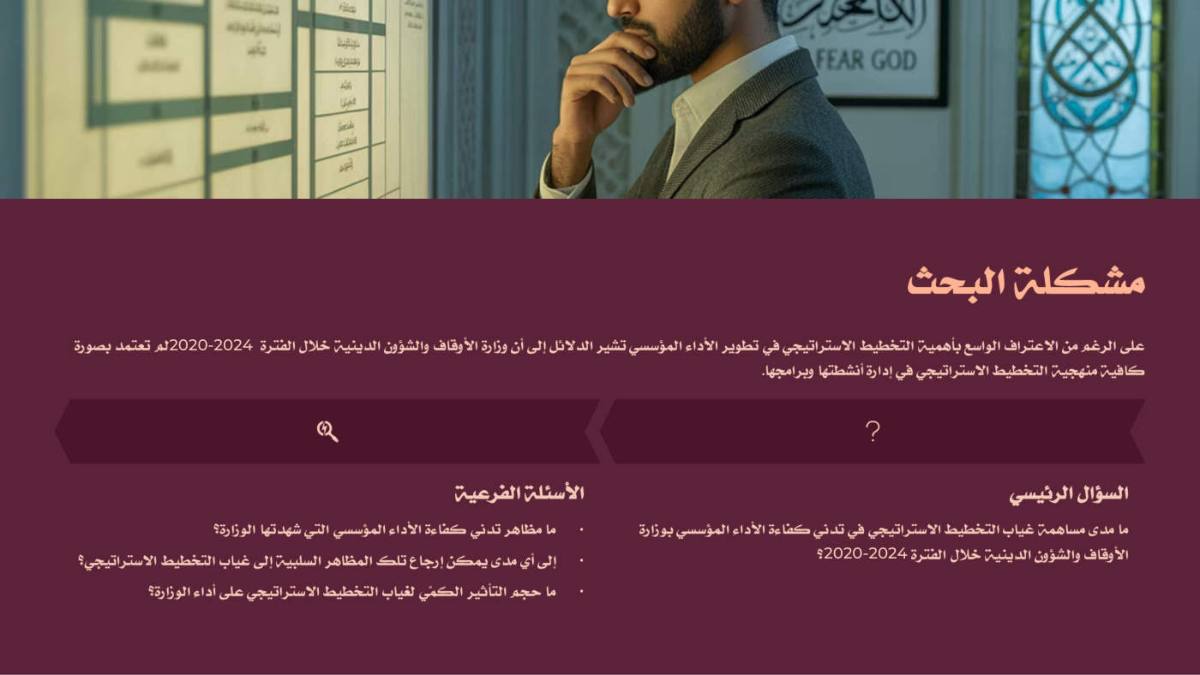 FEAR GOD
مشكلة البحث
على الرغم من الاعتراف الواسع بأهمية التخطيط الاستراتيجي في تطوير الأداء المؤسسي تشير الدلائل إلى أن وزارة الأوقاف والشؤون الدينية خلال الفترة 2024-2020لم تعتمد بصورة
كافية منهجية التخطيط الاستراتيجي في إدارة أنشطتها وبرامجها.
?
السؤال الرئيسي
ما مدى مساهمة غياب التخطيط الاستراتيجي في تدني كفاءة الأداء المؤسسي بوزارة
الأوقاف والشؤون الدينية خلال الفترة 2024-2020؟
الأسئلة الفرعية
• ما مظاهر تدني كفاءة الأداء المؤسسي التي شهدتها الوزارة؟
• إلى أي مدى يمكن إرجاع تلك المظاهر السلبية إلى غياب التخطيط الاستراتيجي؟
• ما حجم التأثير الكمّي لغياب التخطيط الاستراتيجي على أداء الوزارة؟